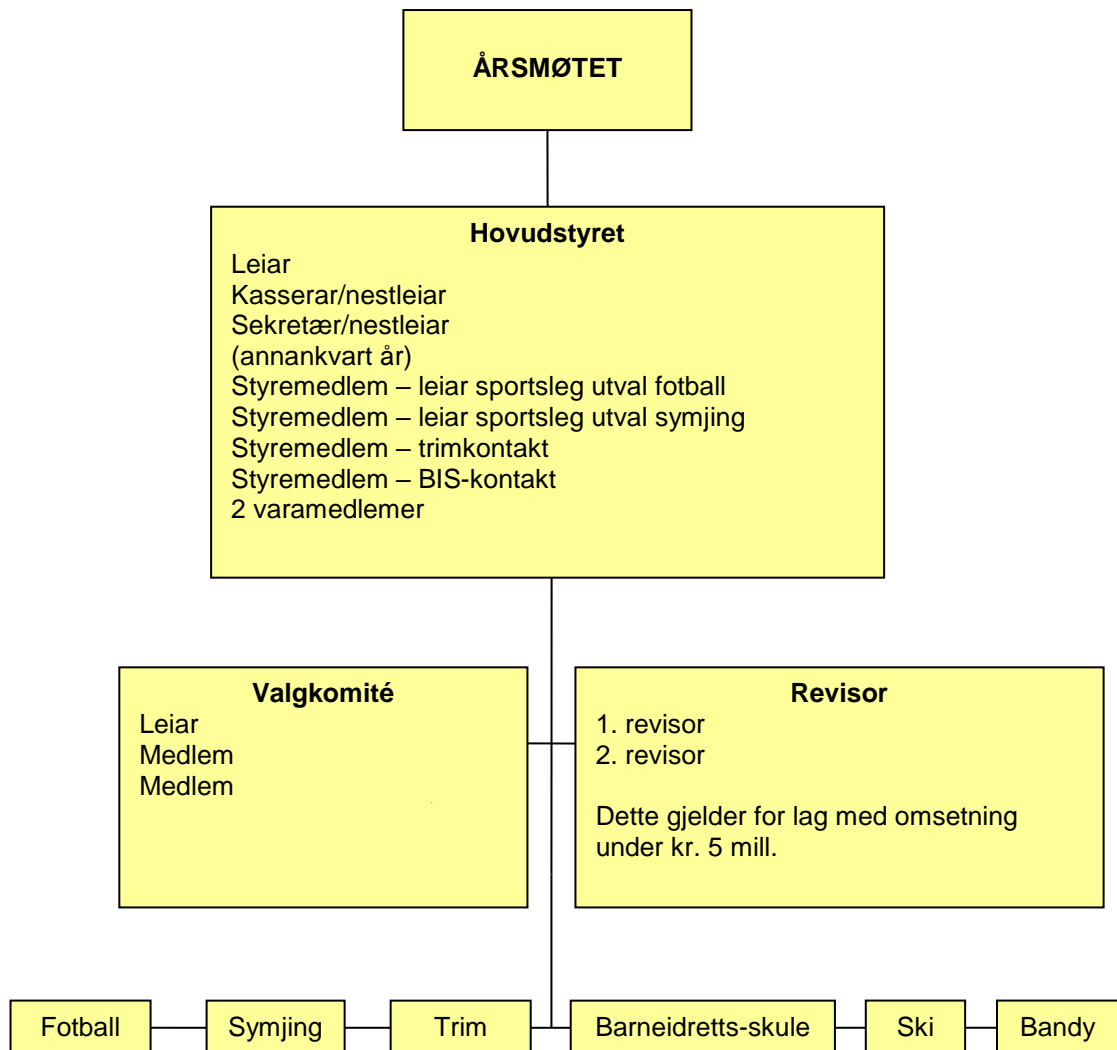 ÅRSMØTET
Hovudstyret
Leiar
Kasserar/nestleiar
Sekretær/nestleiar
(annankvart år)
Styremedlem – leiar sportsleg utval fotball
Styremedlem – leiar sportsleg utval symjing
Styremedlem – trimkontakt
Styremedlem – BIS-kontakt
2 varamedlemer
Valgkomité
Leiar
Medlem
Medlem
Revisor
1. revisor
2. revisor
Dette gjelder for lag med omsetning
under kr. 5 mill.
Fotball
Symjing
Trim
Barneidretts-skule
Ski
Bandy